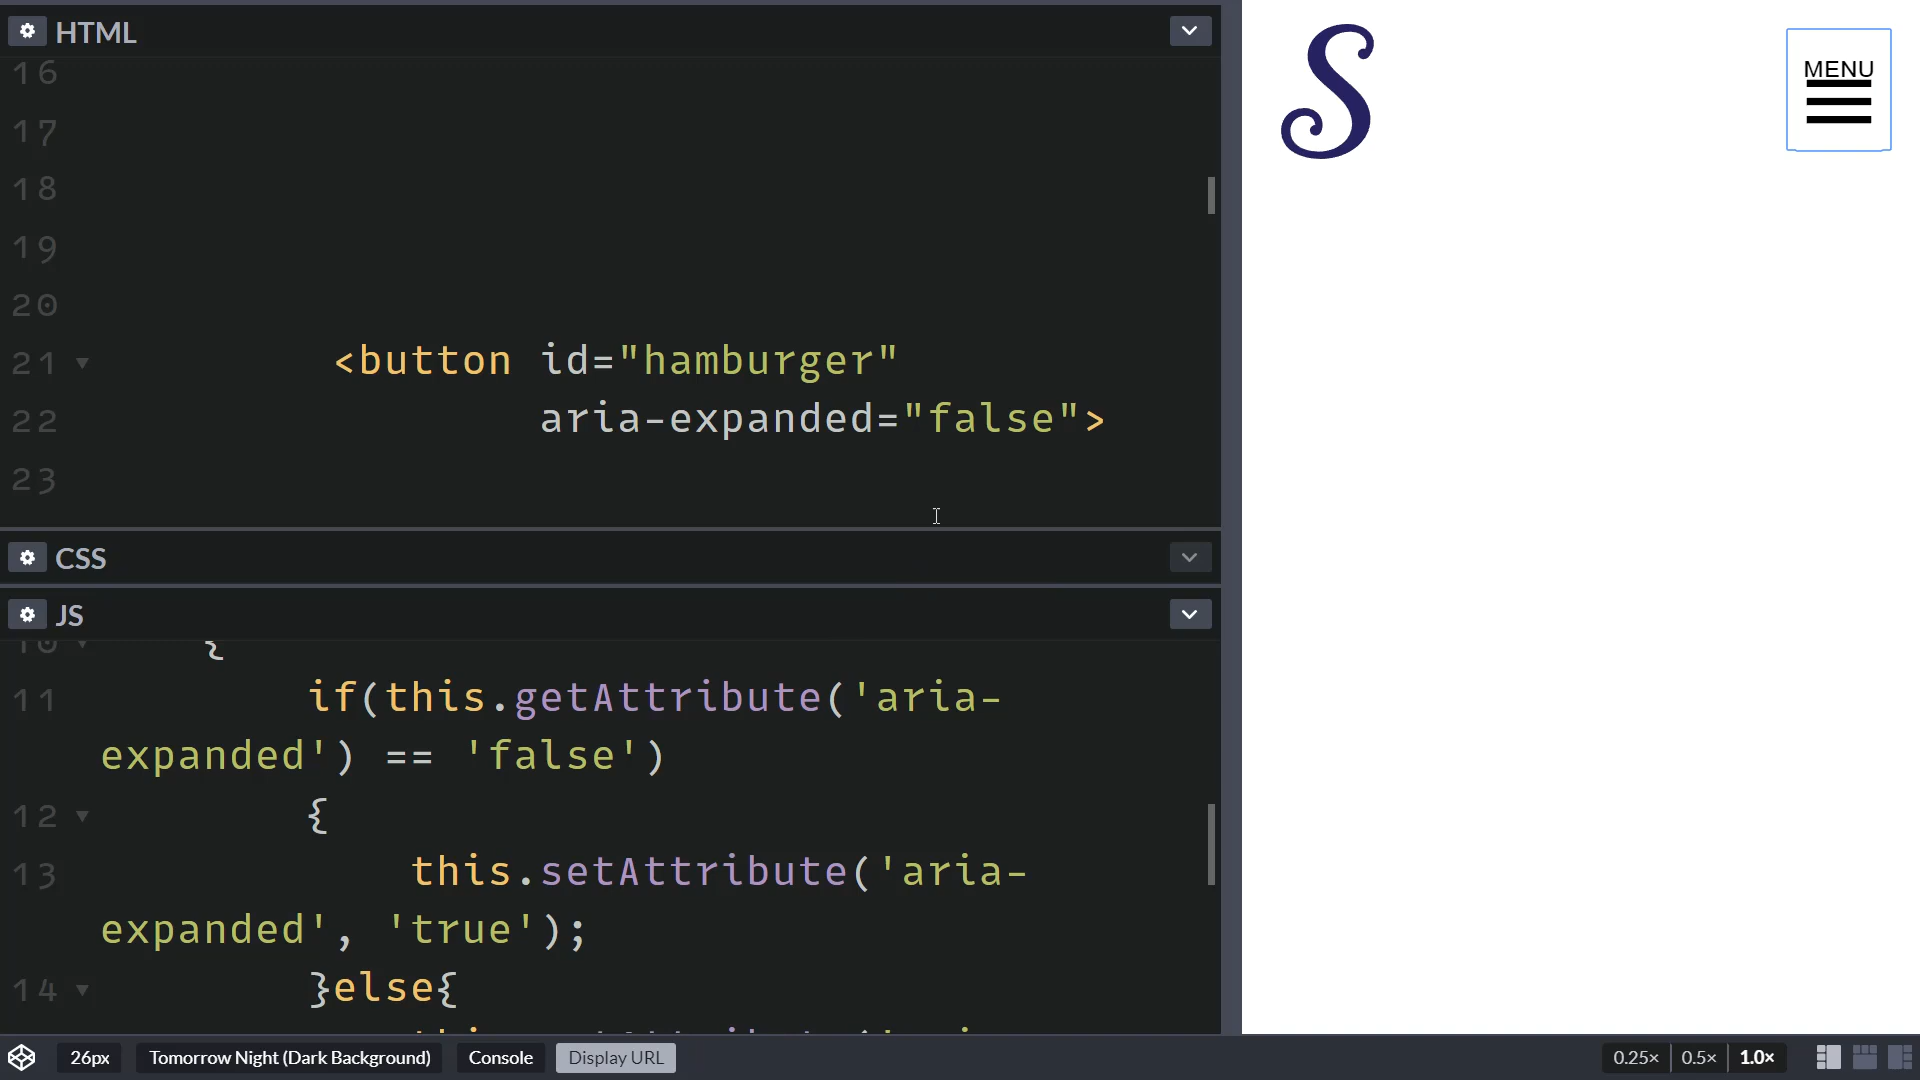 HTML
16
17
18
19
20
21 <button id="hamburger"
22 aria-expanded="false">
23
CSS
JS
10 {
11 if(this.getAttribute('aria-
expanded') == 'false')
12 {
13 this.setAttribute('aria-
expanded', 'true');
14 }else{
26px Tomorrow Night (Dark Background) Console Display URL
S
MENU
0.25× 0.5× 1.0×